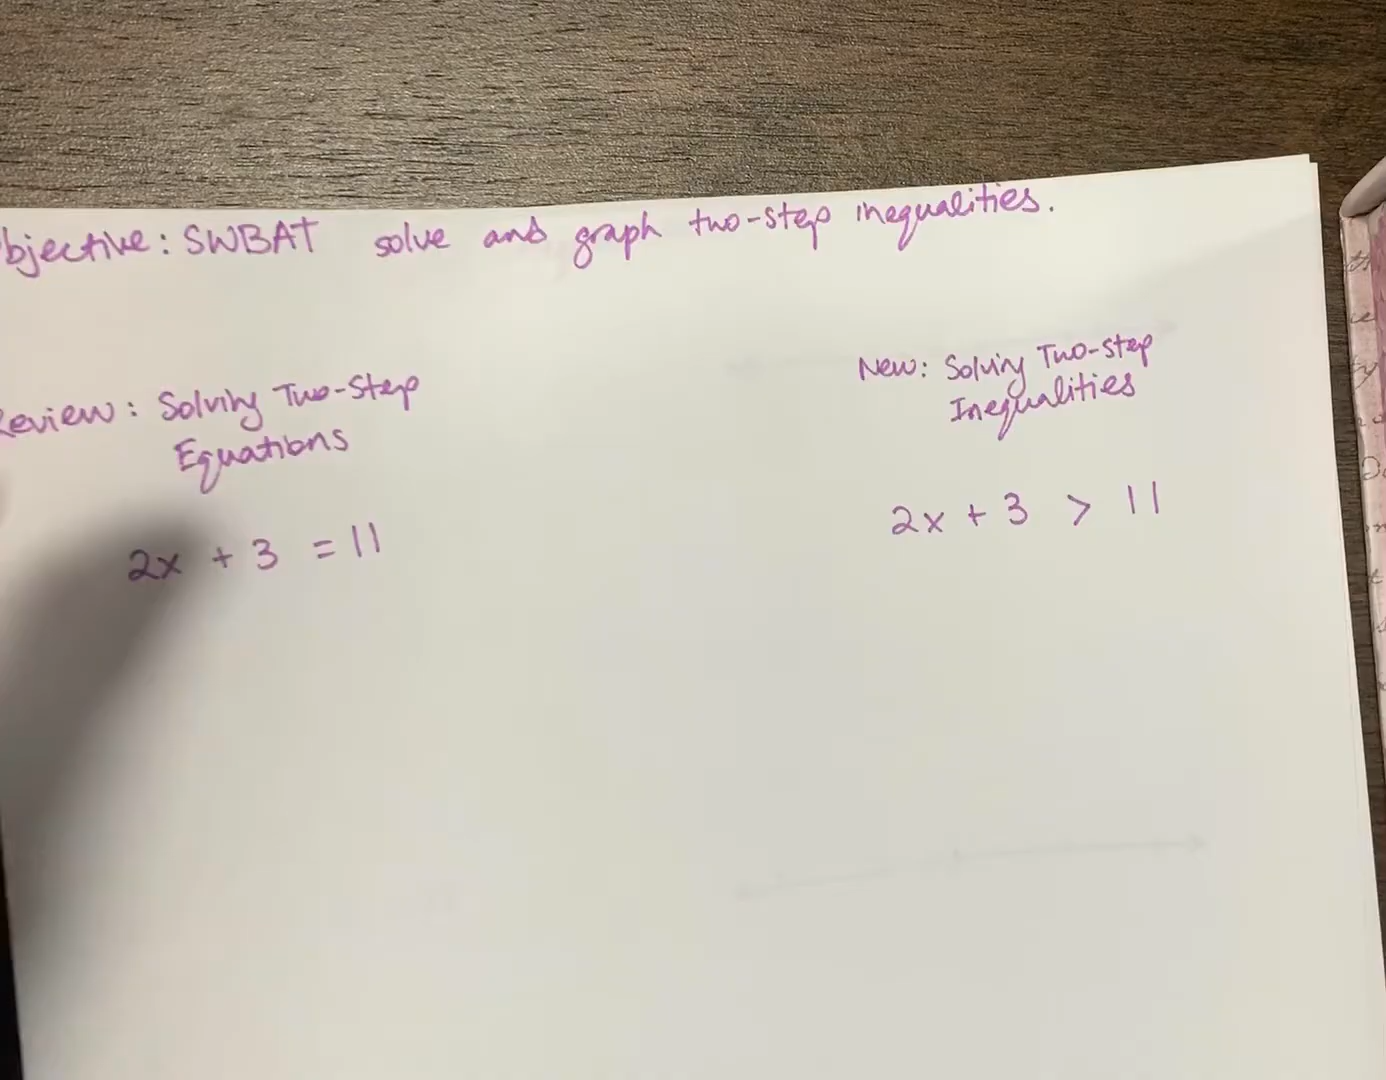 bjective: SWBAT solve and graph two-step inequalities.
Review: Solving Two-Step
Equations
2x + 3 = 11
New: Solving Two-step
Inequalities
2x + 3 > 11